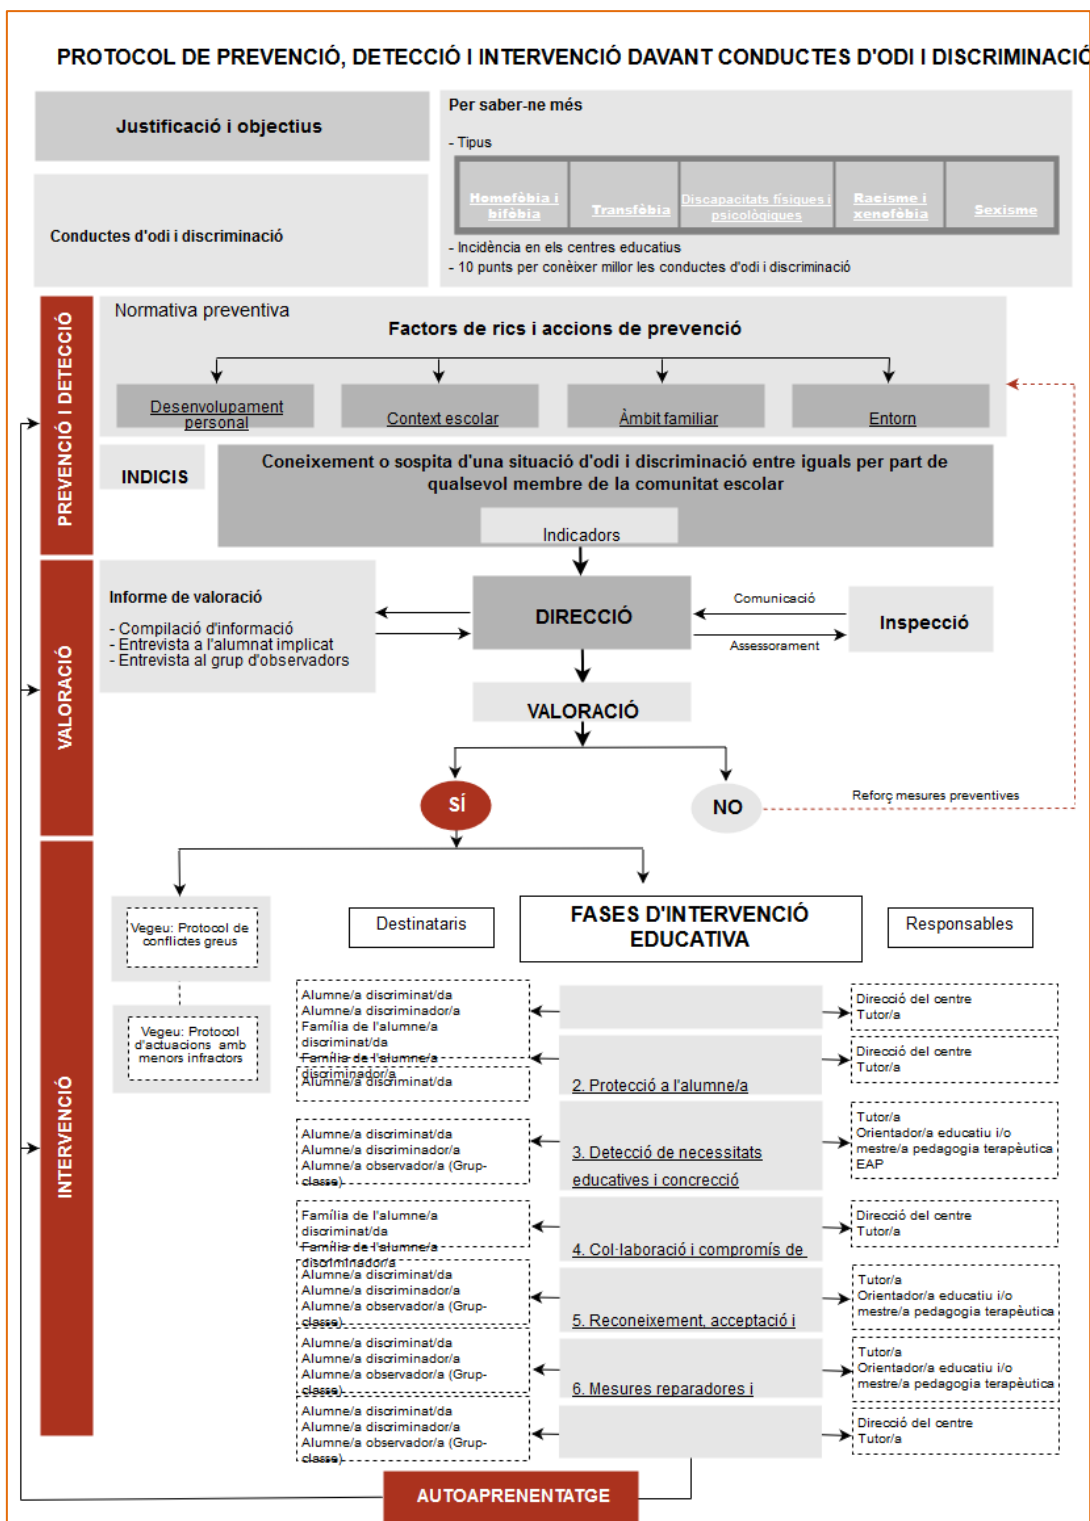 PROTOCOL DE PREVENCIÓ, DETECCIÓ I INTERVENCIÓ DAVANT CONDUCTES D'ODI I DISCRIMINACIÓ
Justificació i objectius
Conductes d'odi i discriminació
Per saber-ne més
- Tipus
Homofòbia i
bifòbia
Transfòbia
Discapacitats físiques i
psicològiques
Racisme i
xenofòbia
Sexisme
- Incidència en els centres educatius
- 10 punts per conèixer millor les conductes d'odi i discriminació
PREVENCIÓ I DETECCIÓ
Normativa preventiva
Factors de rics i accions de prevenció
Desenvolupament
personal
Context escolar
Àmbit familiar
Entorn
INDICIS
Coneixement o sospita d'una situació d'odi i discriminació entre iguals per part de
qualsevol membre de la comunitat escolar
Indicadors
VALORACIÓ
Informe de valoració
- Compilació d'informació
- Entrevista a l'alumnat implicat
- Entrevista al grup d'observadors
DIRECCIÓ
Comunicació
Assessorament
Inspecció
VALORACIÓ
SÍ
NO
Reforç mesures preventives
INTERVENCIÓ
Vegeu: Protocol de
conflictes greus
Vegeu: Protocol
d'actuacions amb
menors infractors
Destinataris
FASES D'INTERVENCIÓ
EDUCATIVA
Responsables
Alumne/a discriminat/da
Alumne/a discriminador/a
Família de l'alumne/a
discriminat/da
Família de l'alumne/a
discriminador/a
Direcció del centre
Tutor/a
Alumne/a discriminat/da
2. Protecció a l'alumne/a
Direcció del centre
Tutor/a
Alumne/a discriminat/da
Alumne/a discriminador/a
Alumne/a observador/a (Grup-
classe)
3. Detecció de necessitats
educatives i concrecció
Tutor/a
Orientador/a educatiu i/o
mestre/a pedagogia terapèutica
EAP
Família de l'alumne/a
discriminat/da
Família de l'alumne/a
discriminador/a
4. Col·laboració i compromís de
Direcció del centre
Tutor/a
Alumne/a discriminat/da
Alumne/a discriminador/a
Alumne/a observador/a (Grup-
classe)
5. Reconeixement, acceptació i
Tutor/a
Orientador/a educatiu i/o
mestre/a pedagogia terapèutica
Alumne/a discriminat/da
Alumne/a discriminador/a
Alumne/a observador/a (Grup-
classe)
6. Mesures reparadores i
Tutor/a
Orientador/a educatiu i/o
mestre/a pedagogia terapèutica
Alumne/a discriminat/da
Alumne/a discriminador/a
Alumne/a observador/a (Grup-
classe)
Direcció del centre
Tutor/a
AUTOAPRENENTATGE